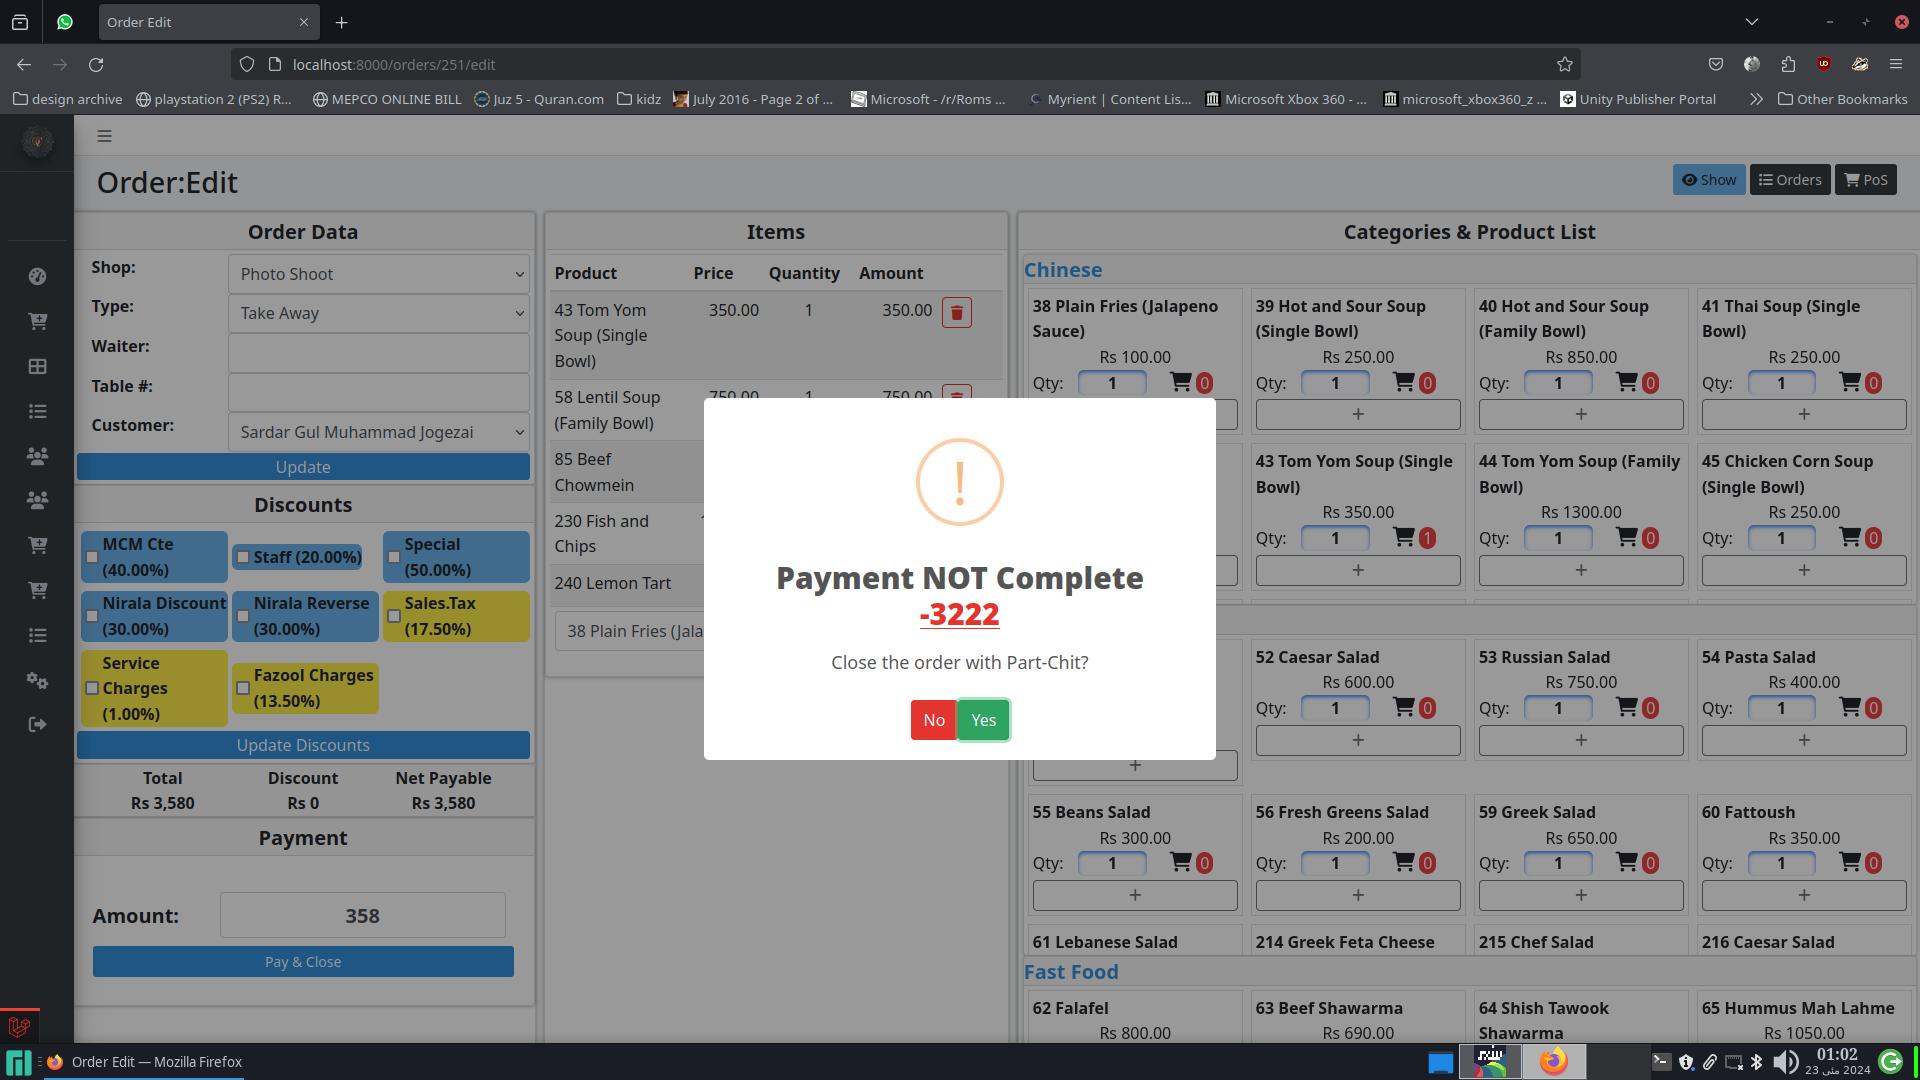 Order Edit
localhost:8000/orders/251/edit
design archive
playstation 2 (PS2) R...
MEPCO ONLINE BILL
Juz 5 - Quran.com
kidz
July 2016 - Page 2 of ...
Microsoft - /r/Roms ...
Myrient | Content Lis...
Microsoft Xbox 360 - ...
microsoft_xbox360_z ...
Unity Publisher Portal
Other Bookmarks
Order:Edit
Show
Orders
PoS
Order Data
Shop:
Photo Shoot
Type:
Take Away
Waiter:
Table #:
Customer:
Sardar Gul Muhammad Jogezai
Update
Discounts
MCM Cte
(40.00%)
Staff (20.00%)
Special
(50.00%)
Nirala Discount
(30.00%)
Nirala Reverse
(30.00%)
Sales.Tax
(17.50%)
Service
Charges
(1.00%)
Fazool Charges
(13.50%)
Update Discounts
Total Discount Net Payable
Rs 3,580 Rs 0 Rs 3,580
Payment
Amount:
358
Pay & Close
Items
Product Price Quantity Amount
43 Tom Yom 350.00 1 350.00
Soup (Single
Bowl)
58 Lentil Soup 750.00 1 750.00
(Family Bowl)
85 Beef
Chowmein
230 Fish and
Chips
240 Lemon Tart
38 Plain Fries (Jala
Payment NOT Complete
-3222
Close the order with Part-Chit?
No
Yes
Categories & Product List
Chinese
38 Plain Fries (Jalapeno
Sauce)
Rs 100.00
Qty: 1 0
39 Hot and Sour Soup
(Single Bowl)
Rs 250.00
Qty: 1 0
+
40 Hot and Sour Soup
(Family Bowl)
Rs 850.00
Qty: 1 0
+
41 Thai Soup (Single
Bowl)
Rs 250.00
Qty: 1 0
+
43 Tom Yom Soup (Single
Bowl)
Rs 350.00
Qty: 1 1
+
44 Tom Yom Soup (Family
Bowl)
Rs 1300.00
Qty: 1 0
+
45 Chicken Corn Soup
(Single Bowl)
Rs 250.00
Qty: 1 0
+
+
52 Caesar Salad
Rs 600.00
Qty: 1 0
+
53 Russian Salad
Rs 750.00
Qty: 1 0
+
54 Pasta Salad
Rs 400.00
Qty: 1 0
+
55 Beans Salad
Rs 300.00
Qty: 1 0
+
56 Fresh Greens Salad
Rs 200.00
Qty: 1 0
+
59 Greek Salad
Rs 650.00
Qty: 1 0
+
60 Fattoush
Rs 350.00
Qty: 1 0
+
61 Lebanese Salad
214 Greek Feta Cheese
215 Chef Salad
216 Caesar Salad
Fast Food
62 Falafel
Rs 800.00
63 Beef Shawarma
Rs 690.00
64 Shish Tawook
Shawarma
65 Hummus Mah Lahme
Rs 1050.00
Order Edit — Mozilla Firefox
01:02
23 مئی 2024